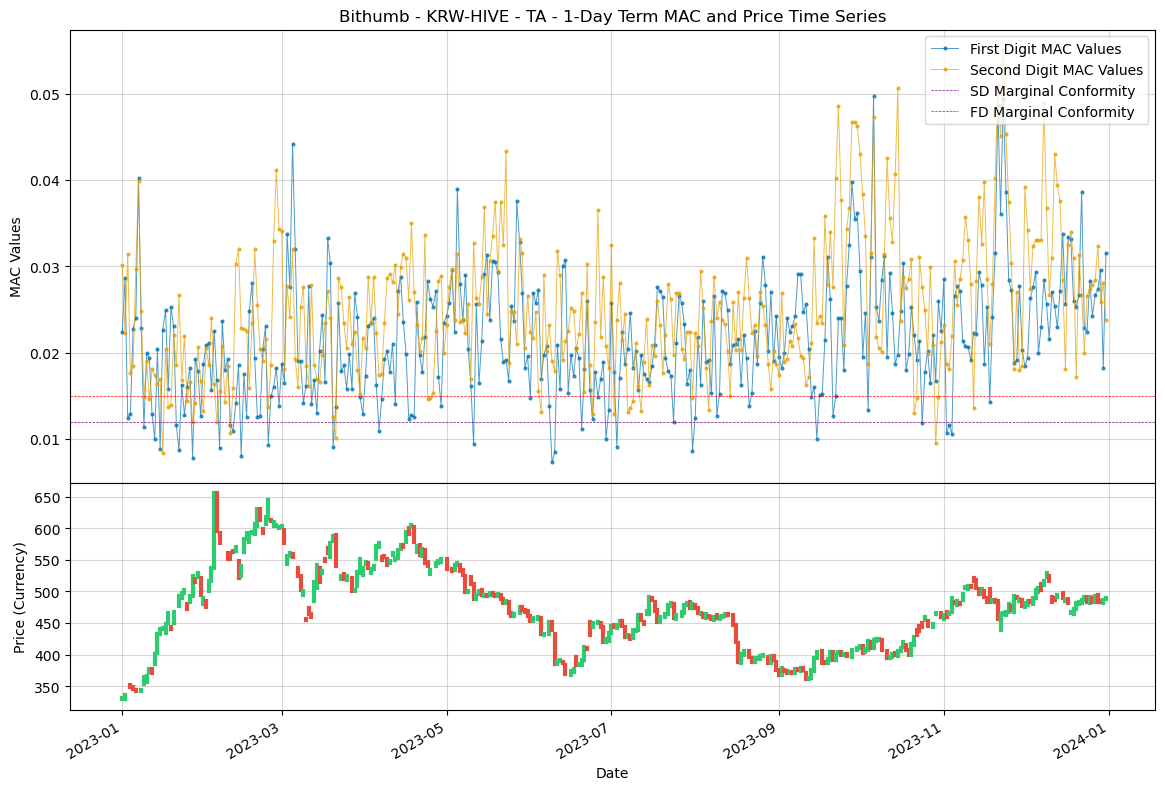 Bithumb - KRW-HIVE - TA - 1-Day Term MAC and Price Time Series
First Digit MAC Values
Second Digit MAC Values
SD Marginal Conformity
FD Marginal Conformity
MAC Values
0.05
0.04
0.03
0.02
0.01
Price (Currency)
650
600
550
500
450
400
350
2023-01
2023-03
2023-05
2023-07
2023-09
2023-11
2024-01
Date